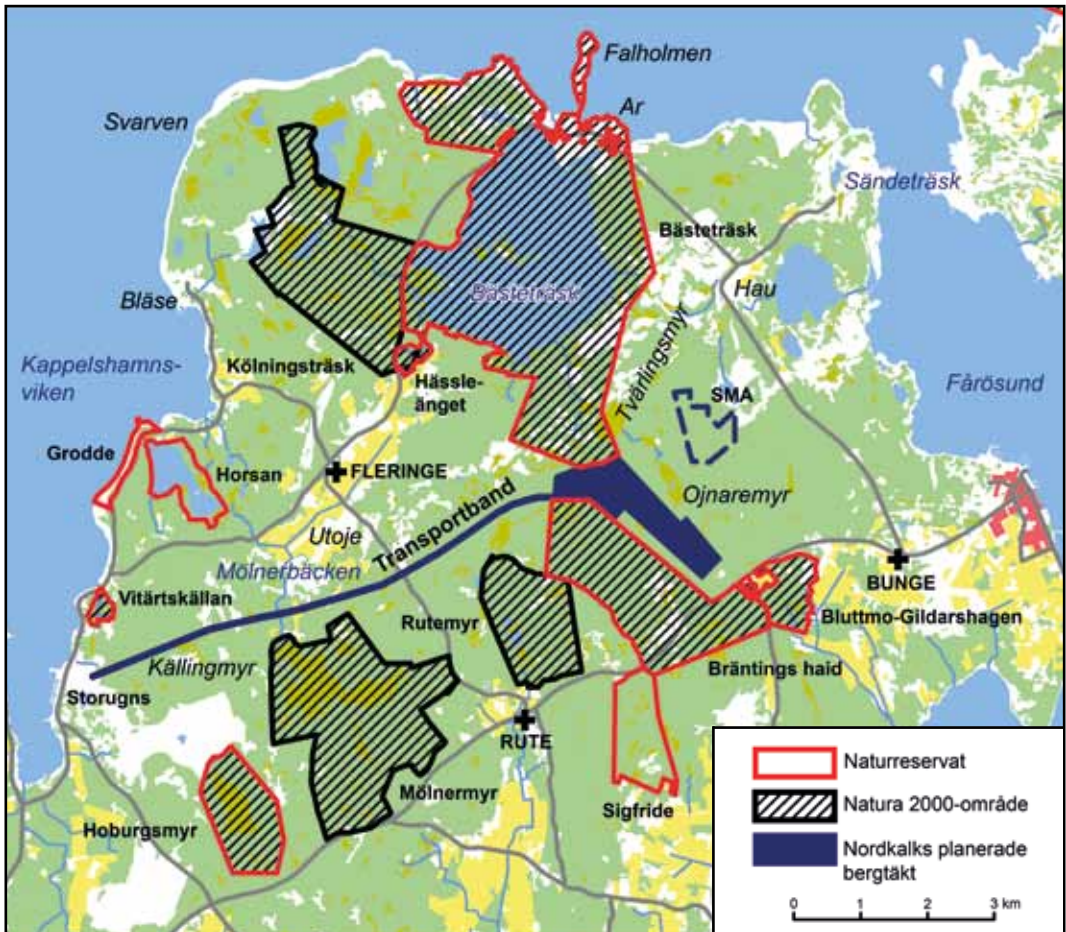 Falholmen
Svarven
Ar
Sändeträsk
Bästeträsk
Bästeträsk
Hau
Bläse
Tvärlingsmyr
Kappelshamns-
viken
Kölningsträsk
Hässle-
änget
Fårösund
SMA
Grodde
Horsan
FLERINGE
Transportband
Ojnaremyr
Utoje
Mölnerbäcken
BUNGE
Vitärtskällan
Rutemyr
Bluttmo-Gildarshagen
Källingmyr
Bräntings haid
Storugns
RUTE
Mölnermyr
Sigfride
Hoburgsmyr
Naturreservat
Natura 2000-område
Nordkalks planerade
bergtäkt
0 1 2 3 km